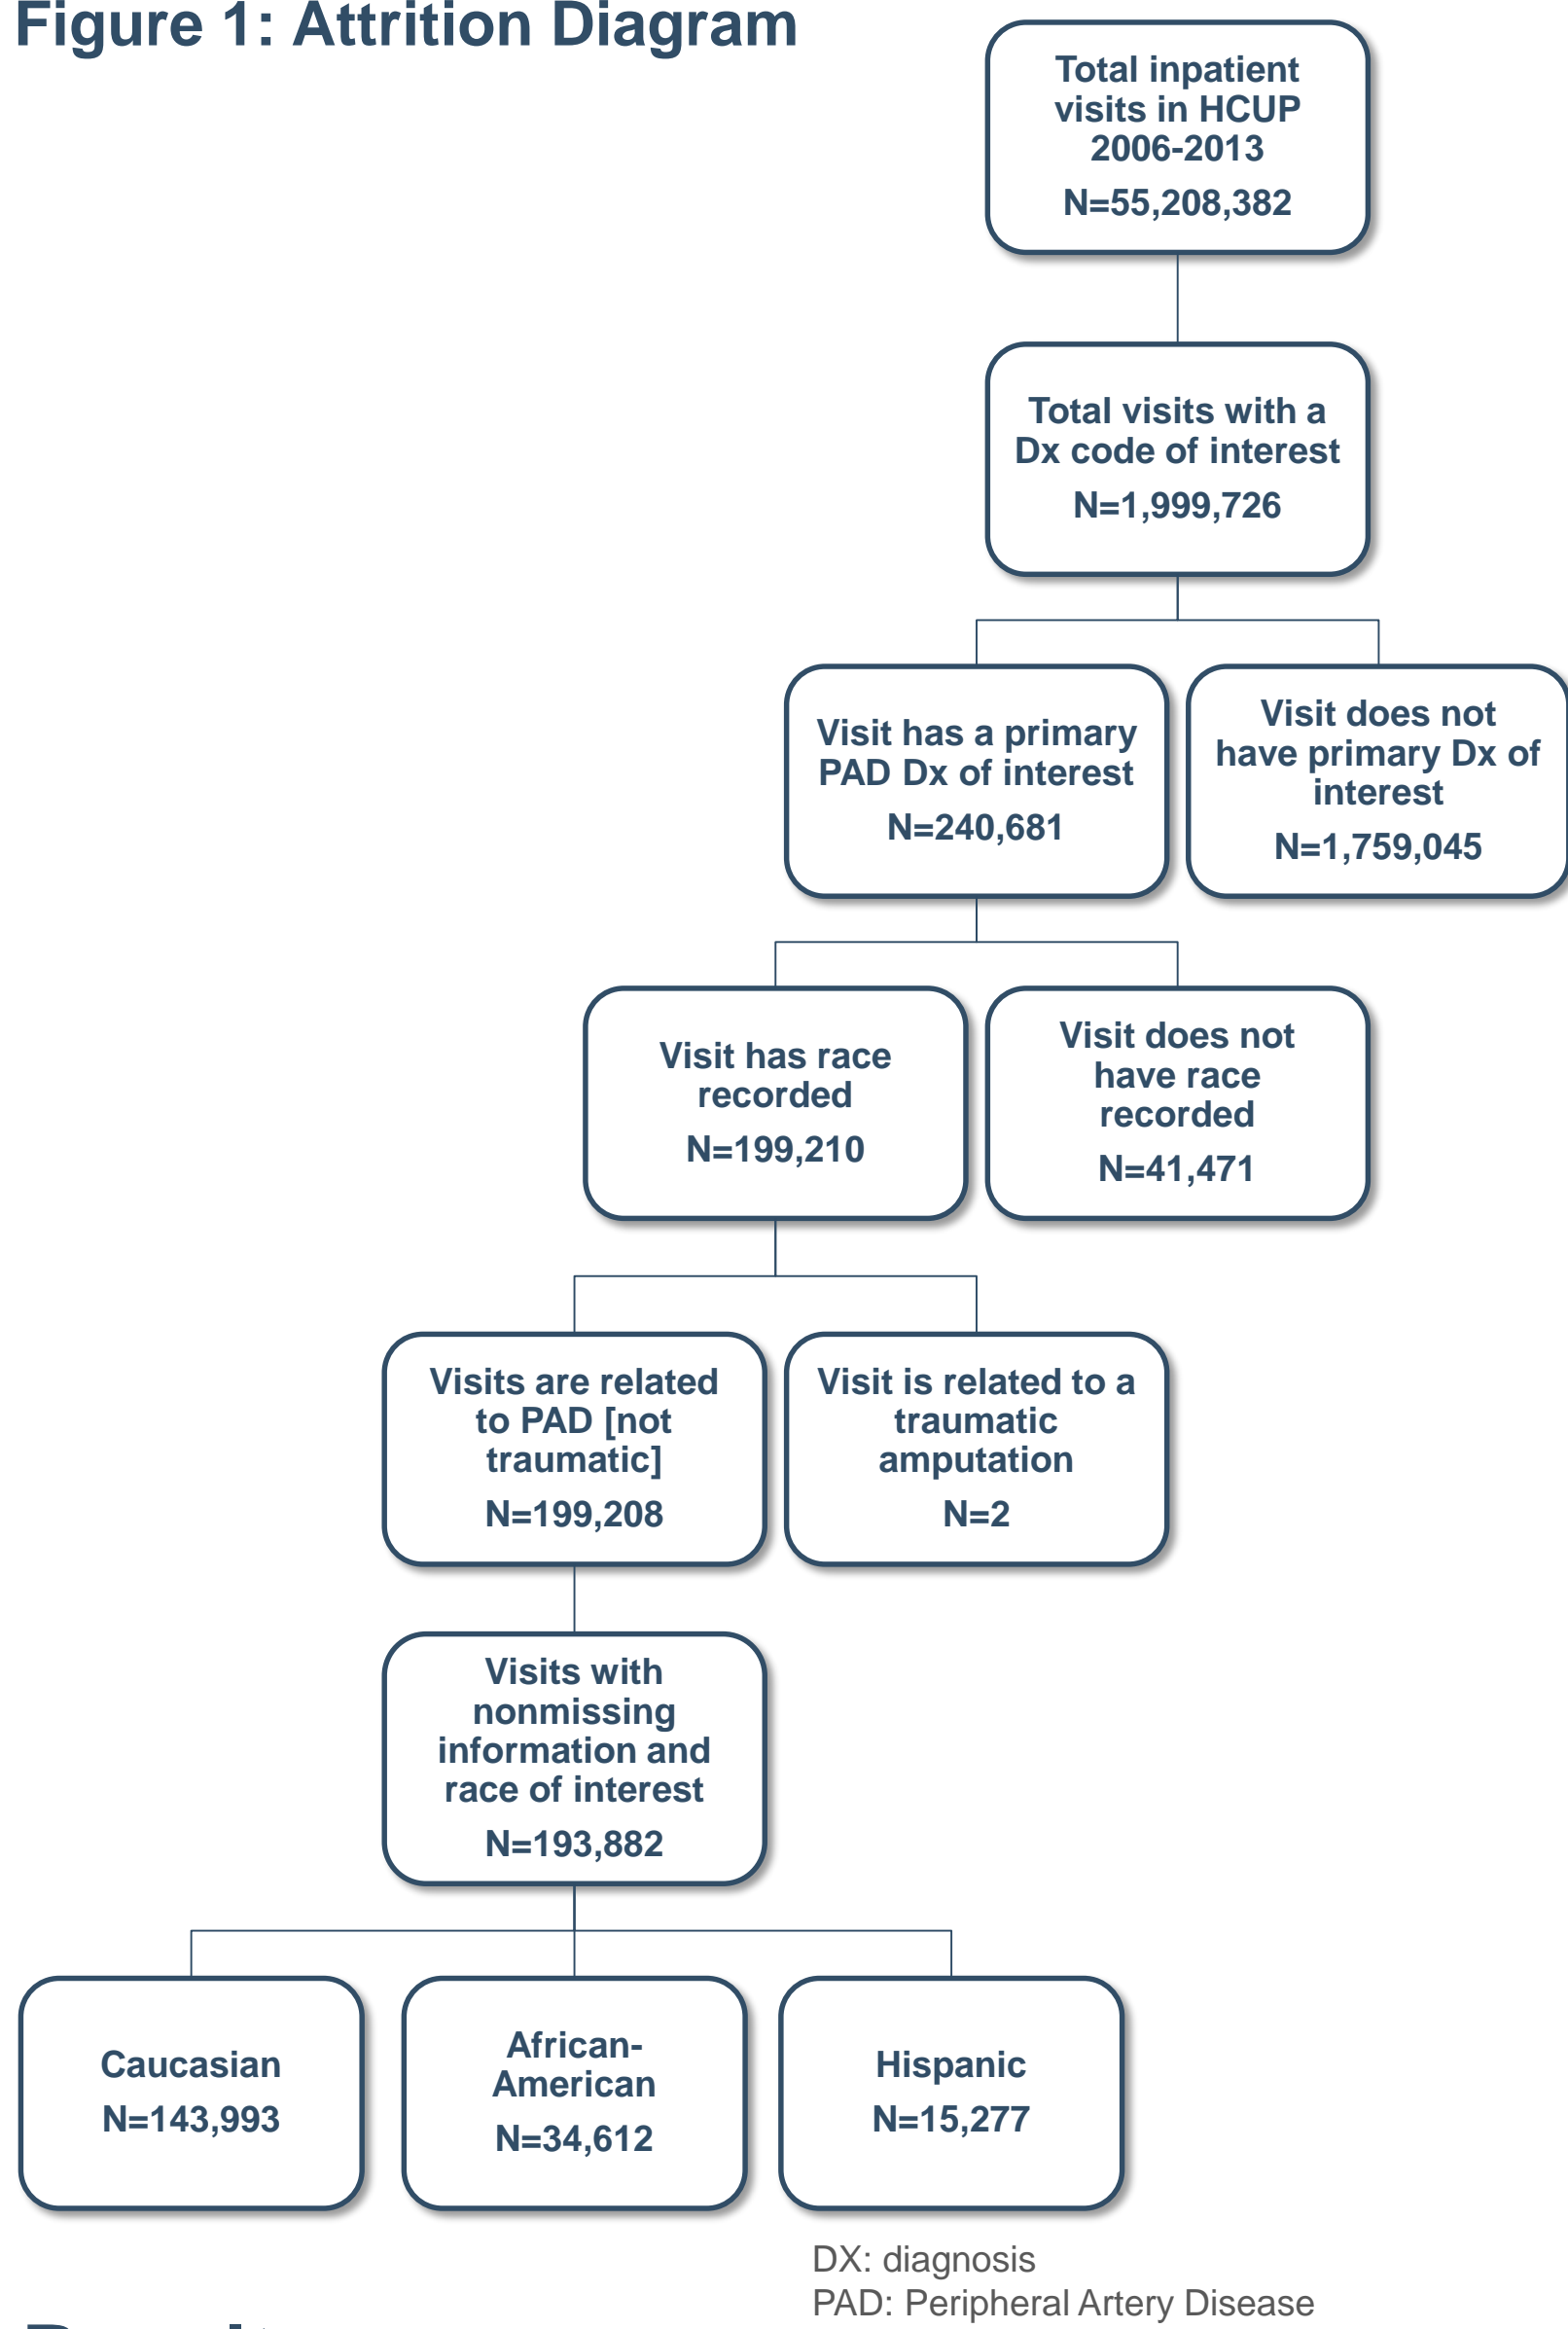 Figure 1: Attrition Diagram
Total inpatient
visits in HCUP
2006-2013
N=55,208,382
Total visits with a
Dx code of interest
N=1,999,726
Visit has a primary
PAD Dx of interest
N=240,681
Visit does not
have primary Dx of
interest
N=1,759,045
Visit has race
recorded
N=199,210
Visit does not
have race
recorded
N=41,471
Visits are related
to PAD [not
traumatic]
N=199,208
Visit is related to a
traumatic
amputation
N=2
Visits with
nonmissing
information and
race of interest
N=193,882
Caucasian
N=143,993
African-
American
N=34,612
Hispanic
N=15,277
DX: diagnosis
PAD: Peripheral Artery Disease